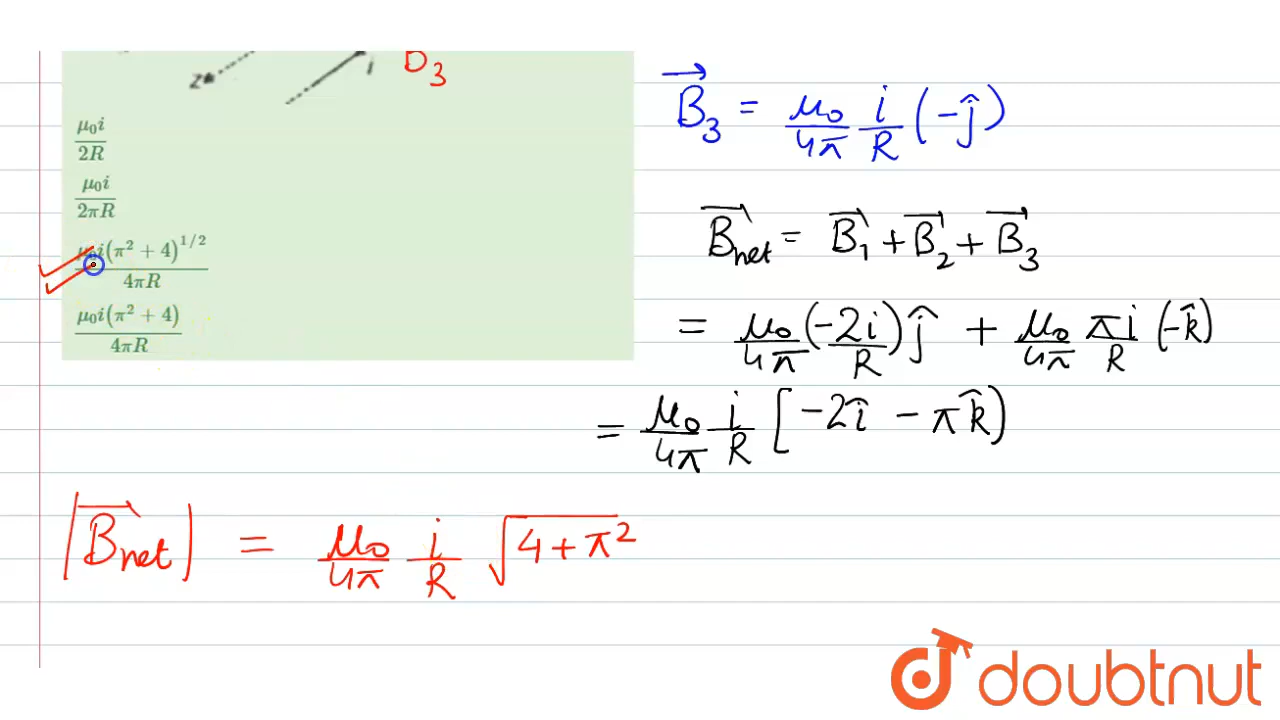 z i B3
μ₀i/2R
μ₀i/2πR
μ₀i(π² + 4)^1/2/4πR
μ₀i(π² + 4)/4πR
B⃗₃ = μ₀/4π i/R (-ĵ)
B⃗net = B⃗₁ + B⃗₂ + B⃗₃
= μ₀/4π (-2i/R) ĵ + μ₀/4π πi/R (-k̂)
= μ₀/4π i/R [-2î - πk̂)
|B⃗net| = μ₀/4π i/R √4+π²
doubtnut